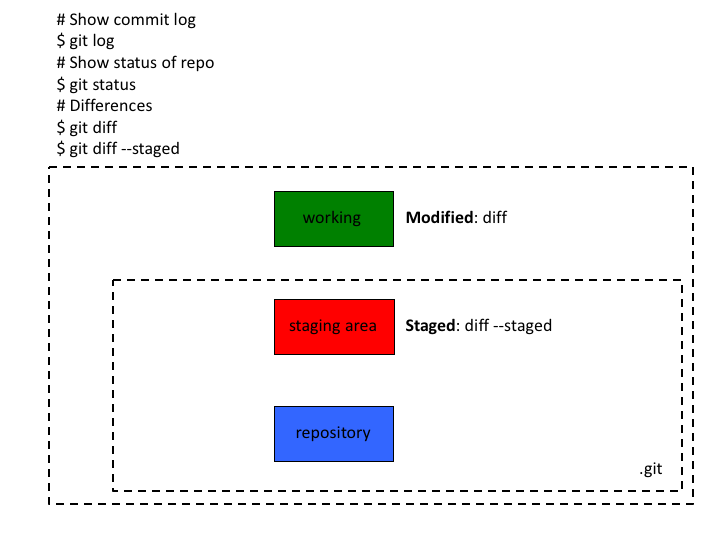 # Show commit log
$ git log
# Show status of repo
$ git status
# Differences
$ git diff
$ git diff --staged
working
Modified: diff
staging area
Staged: diff --staged
repository
.git